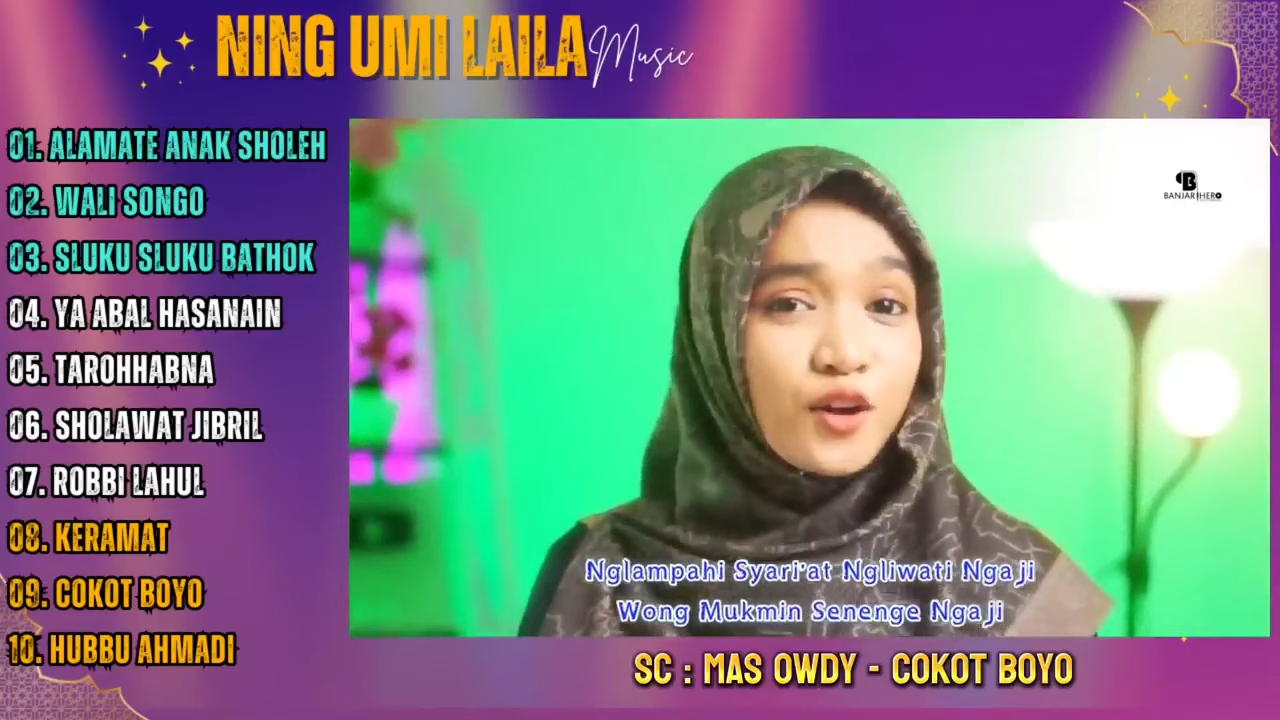 NING UMI LAILA Music
01. ALAMATE ANAK SHOLEH
02. WALI SONGO
03. SLUKU SLUKU BATHOK
04. YA ABAL HASANAIN
05. TAROHHABNA
06. SHOLAWAT JIBRIL
07. ROBBI LAHUL
08. KERAMAT
09. COKOT BOYO
10. HUBBU AHMADI
BANJARHERO
Nglampahi Syari'at Ngliwati Ngaji
Wong Mukmin Senenge Ngaji
SC : MAS OWDY - COKOT BOYO